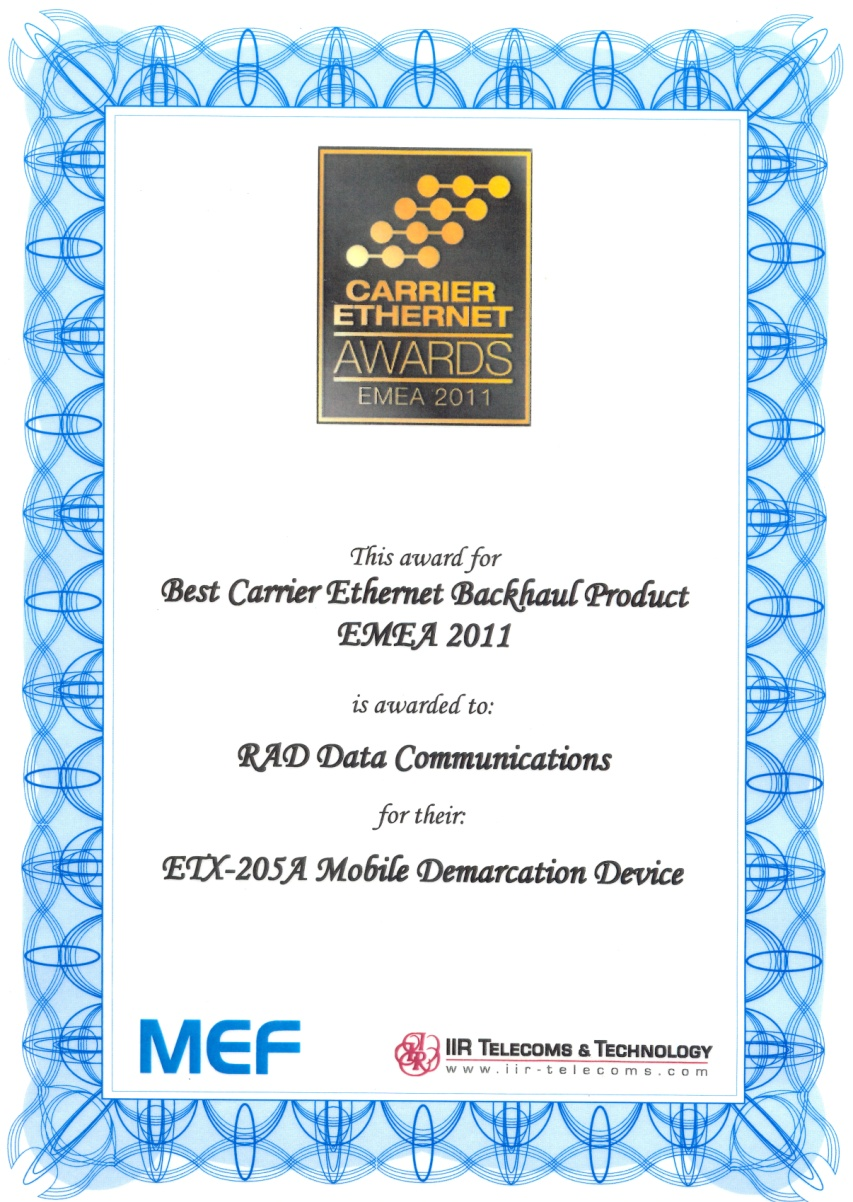 CARRIER
ETHERNET
AWARDS
EMEA 2011
This award for
Best Carrier Ethernet Backhaul Product
EMEA 2011
is awarded to:
RAD Data Communications
for their:
ETX-205A Mobile Demarcation Device
MEF
IIR TELECOMS & TECHNOLOGY
www.iir-telecoms.com